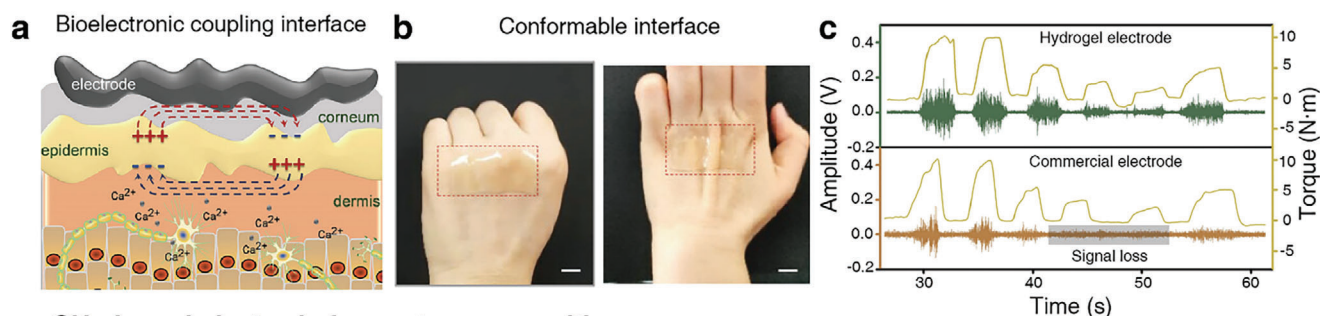 a Bioelectronic coupling interface
electrode
corneum
epidermis
dermis
Ca2+
Ca2+
Ca2+
Ca2+
Ca2+
Ca2+
Ca2+
Ca2+
b Conformable interface
c
Hydrogel electrode
Commercial electrode
Signal loss
Amplitude (V)
0.4
0.2
0.0
-0.2
0.4
0.2
0.0
-0.2
Torque (N·m)
10
5
0
-5
10
5
0
-5
30 40 50 60
Time (s)